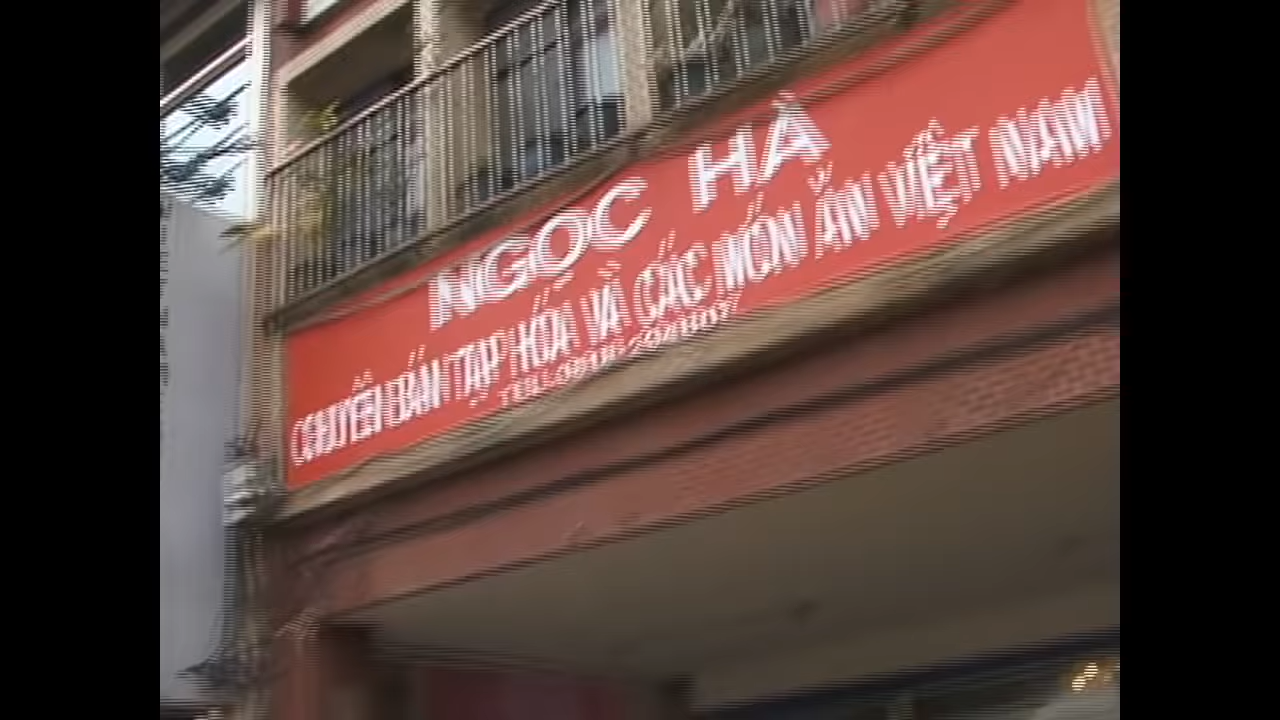 NGỌC HÀ
CHUYÊN BÁN TẠP HÓA VÀ CÁC MÓN ĂN VIỆT NAM